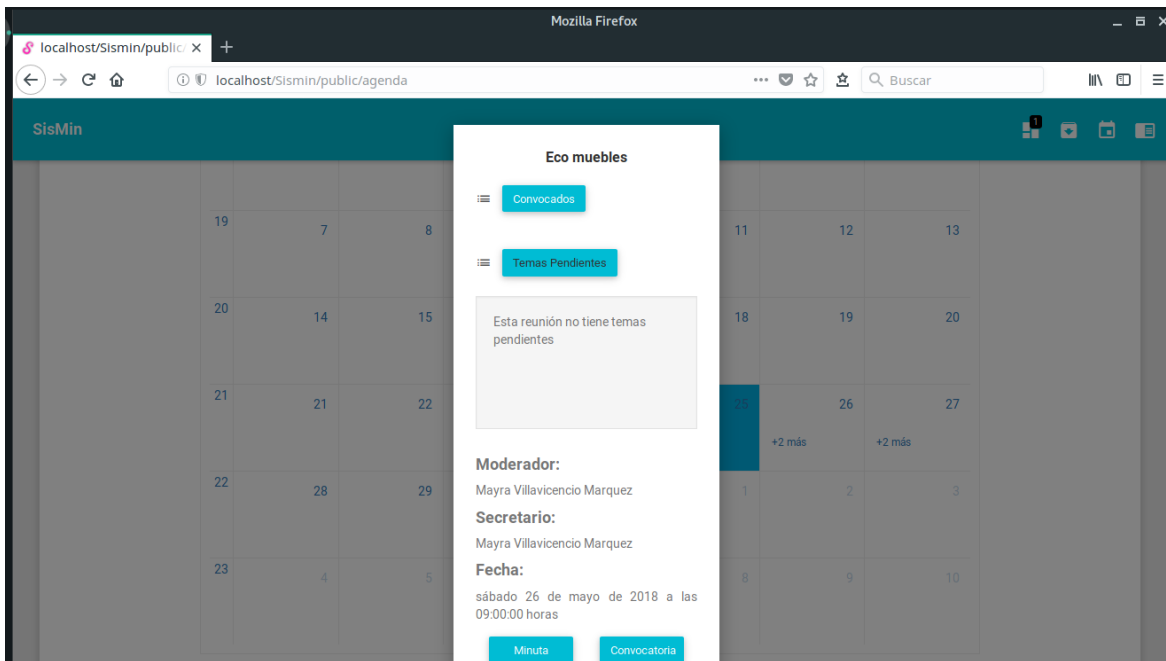 Mozilla Firefox
localhost/Sismin/public/
localhost/Sismin/public/agenda
Buscar
SisMin
1
Eco muebles
Convocados
19 7 8 11 12 13
Temas Pendientes
20 14 15 18 19 20
Esta reunión no tiene temas
pendientes
21 21 22 25 26 27
+2 más +2 más
Moderador:
22 28 29 1 2 3
Mayra Villavicencio Marquez
Secretario:
Mayra Villavicencio Marquez
Fecha:
23 4 5 8 9 10
sábado 26 de mayo de 2018 a las
09:00:00 horas
Minuta Convocatoria